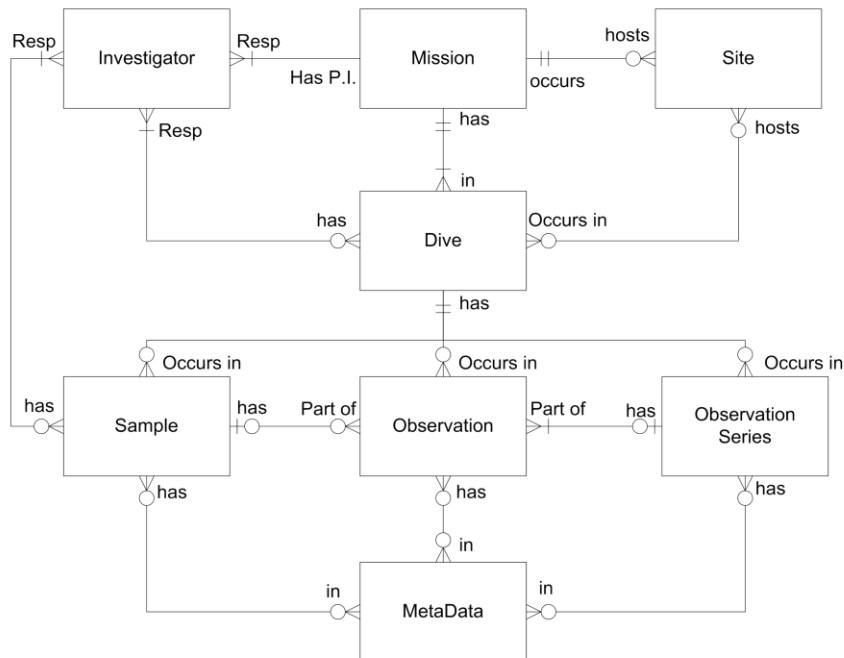 Resp
Investigator
Resp
Has P.I.
Mission
occurs
hosts
Site
Resp
has
hosts
in
has
Dive
Occurs in
has
Occurs in
Occurs in
Occurs in
has
Sample
has
Part of
Observation
Part of
has
Observation
Series
has
has
has
in
in
MetaData
in